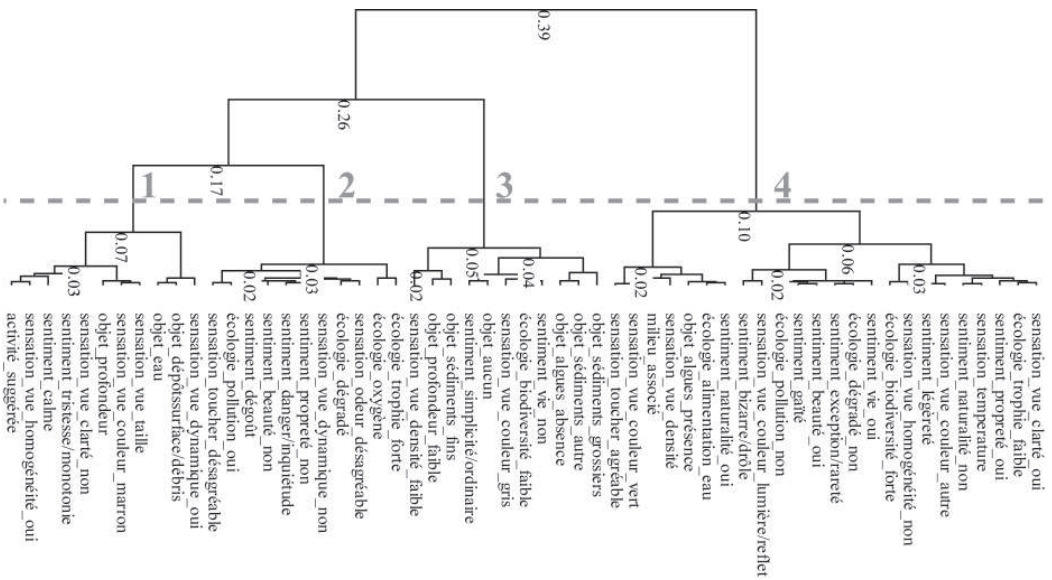 0.39
0.26
0.17
1
2
3
4
0.10
0.07
0.06
0.03
0.02
0.03
0.02
0.05
0.04
0.02
0.02
0.03
activité_suggérée
sensation_vue_homogénéité_oui
sentiment_calme
sentiment_tristesse/monotonie
sensation_vue_clarté_non
objet_profondeur
sensation_vue_couleur_marron
sensation_vue_taille
objet_eau
objet_dépôtssurface/débris
sensation_vue_dynamique_oui
sensation_toucher_désagréable
écologie_pollution_oui
sentiment_dégoût
sentiment_beauté_non
sentiment_danger/inquiétude
sentiment_propreté_non
sensation_vue_dynamique_non
écologie_dégradé
sensation_odeur_désagréable
écologie_oxygène
écologie_trophie_forte
sensation_vue_densité_faible
objet_profondeur_faible
objet_sédiments_fins
sentiment_simplicité/ordinaire
objet_aucun
sensation_vue_couleur_gris
écologie_biodiversité_faible
sentiment_vie_non
objet_algues_absence
objet_sédiments_autre
objet_sédiments_grossiers
sensation_toucher_agréable
sensation_vue_couleur_vert
milieu_associé
sensation_vue_densité
objet_algues_présence
écologie_alimentation_eau
sentiment_naturalité_oui
sentiment_bizarre/drôle
sensation_vue_couleur_lumière/reflet
écologie_pollution_non
sentiment_gaîté
sentiment_beauté_oui
sentiment_exception/rareté
écologie_dégradé_non
sentiment_vie_oui
écologie_biodiversité_forte
sensation_vue_homogénéité_non
sentiment_légèreté
sensation_vue_couleur_autre
sentiment_naturalité_non
sensation_temperature
sentiment_propreté_oui
écologie_trophie_faible
sensation_vue_clarté_oui